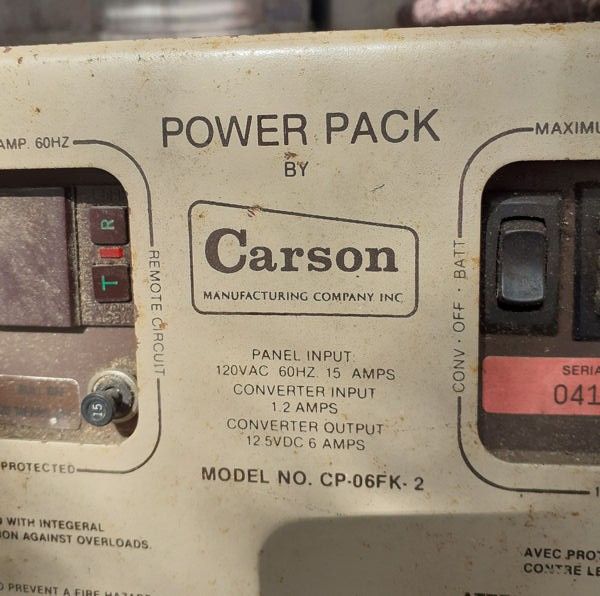 AMP. 60HZ
POWER PACK
BY
MAXIMU
Carson
MANUFACTURING COMPANY INC
R
T
REMOTE CIRCUIT
CONV · OFF · BATT
PANEL INPUT:
120VAC 60HZ. 15 AMPS
CONVERTER INPUT
1.2 AMPS
CONVERTER OUTPUT
12.5VDC 6 AMPS
MODEL NO. CP-06FK-2
15
PROTECTED
SERIA
041
WITH INTEGERAL
ION AGAINST OVERLOADS.
O PREVENT A FIRE HAZARD
AVEC PROT
CONTRE LE